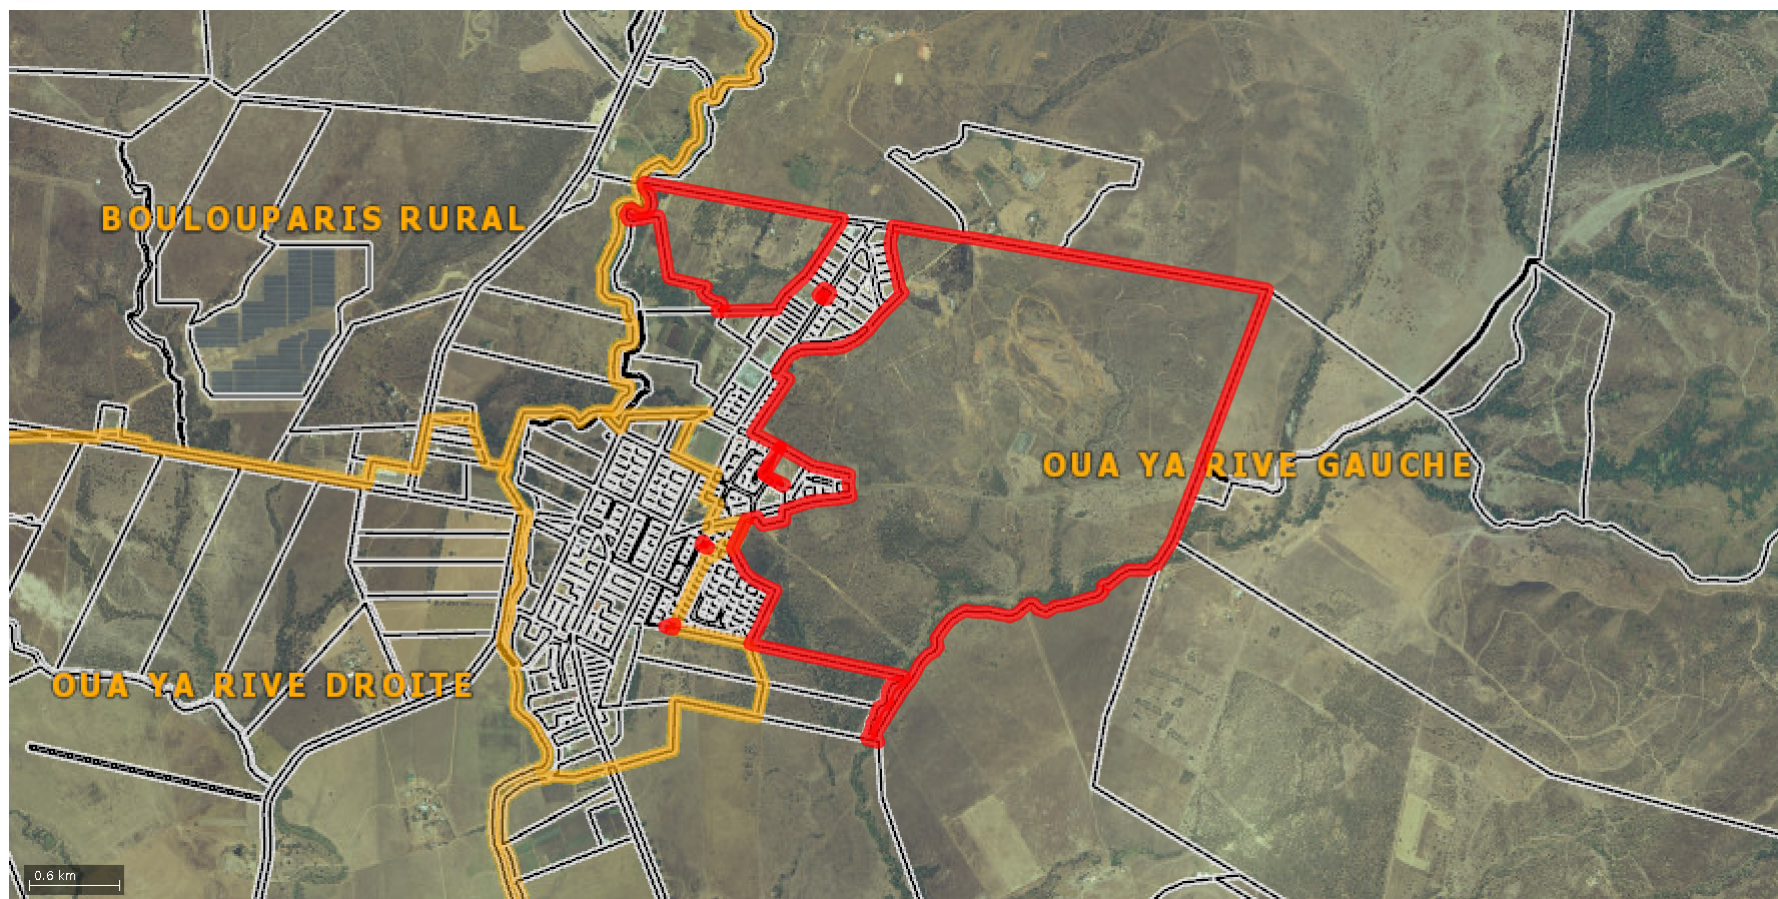 BOULOUPARIS RURAL
OUA YA RIVE GAUCHE
OUA YA RIVE DROITE
0.6 km